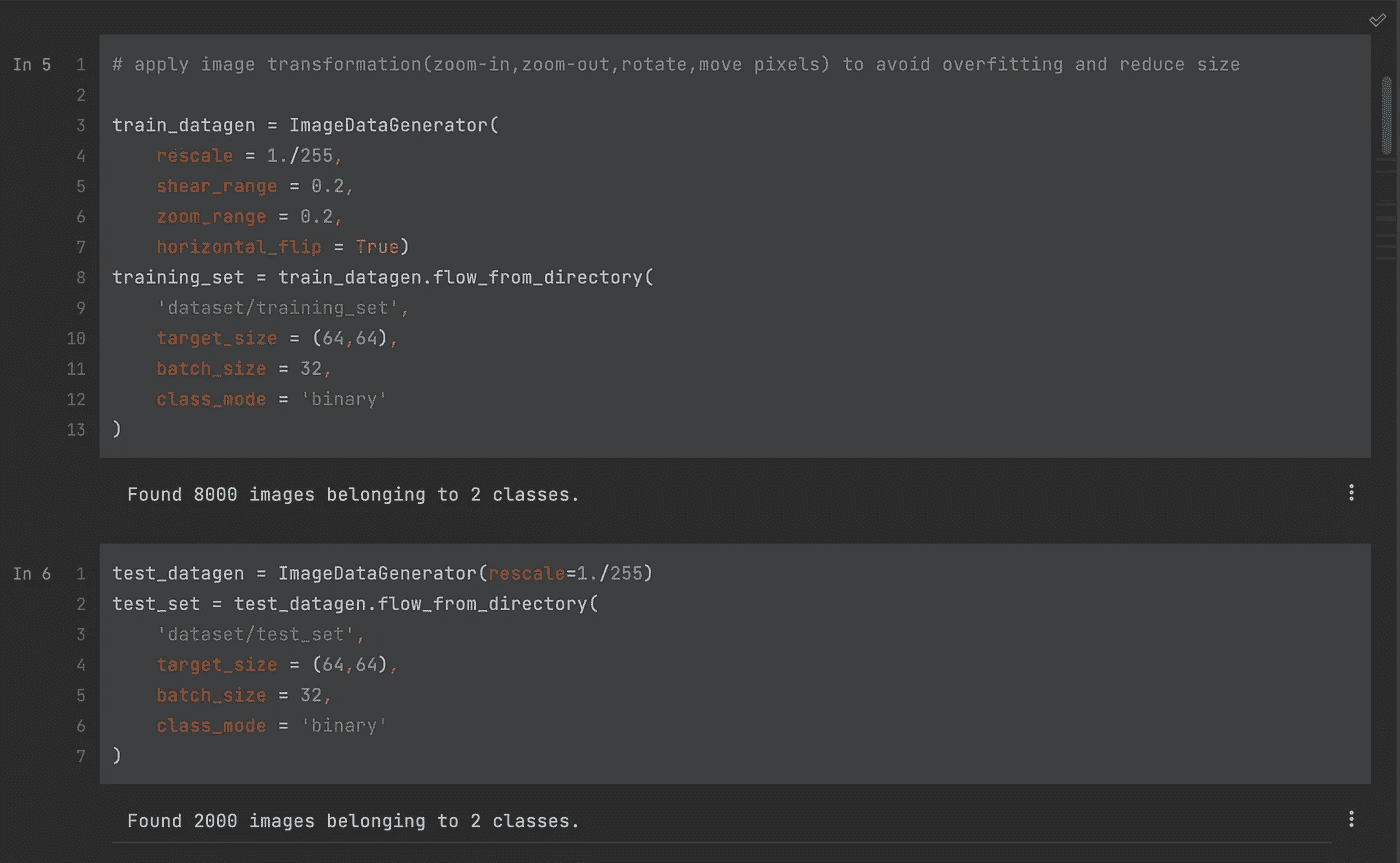 In 5
1 # apply image transformation(zoom-in,zoom-out,rotate,move pixels) to avoid overfitting and reduce size
2
3 train_datagen = ImageDataGenerator(
4     rescale = 1./255,
5     shear_range = 0.2,
6     zoom_range = 0.2,
7     horizontal_flip = True)
8 training_set = train_datagen.flow_from_directory(
9     'dataset/training_set',
10     target_size = (64,64),
11     batch_size = 32,
12     class_mode = 'binary'
13 )
Found 8000 images belonging to 2 classes.
In 6
1 test_datagen = ImageDataGenerator(rescale=1./255)
2 test_set = test_datagen.flow_from_directory(
3     'dataset/test_set',
4     target_size = (64,64),
5     batch_size = 32,
6     class_mode = 'binary'
7 )
Found 2000 images belonging to 2 classes.